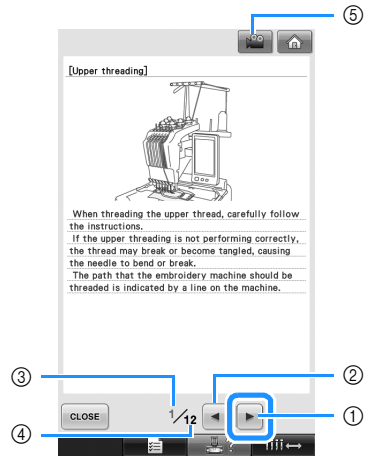 ⑤
[Upper threading]
When threading the upper thread, carefully follow
the instructions.
If the upper threading is not performing correctly,
the thread may break or become tangled, causing
the needle to bend or break.
The path that the embroidery machine should be
threaded is indicated by a line on the machine.
③
②
CLOSE
1/12
①
④
?